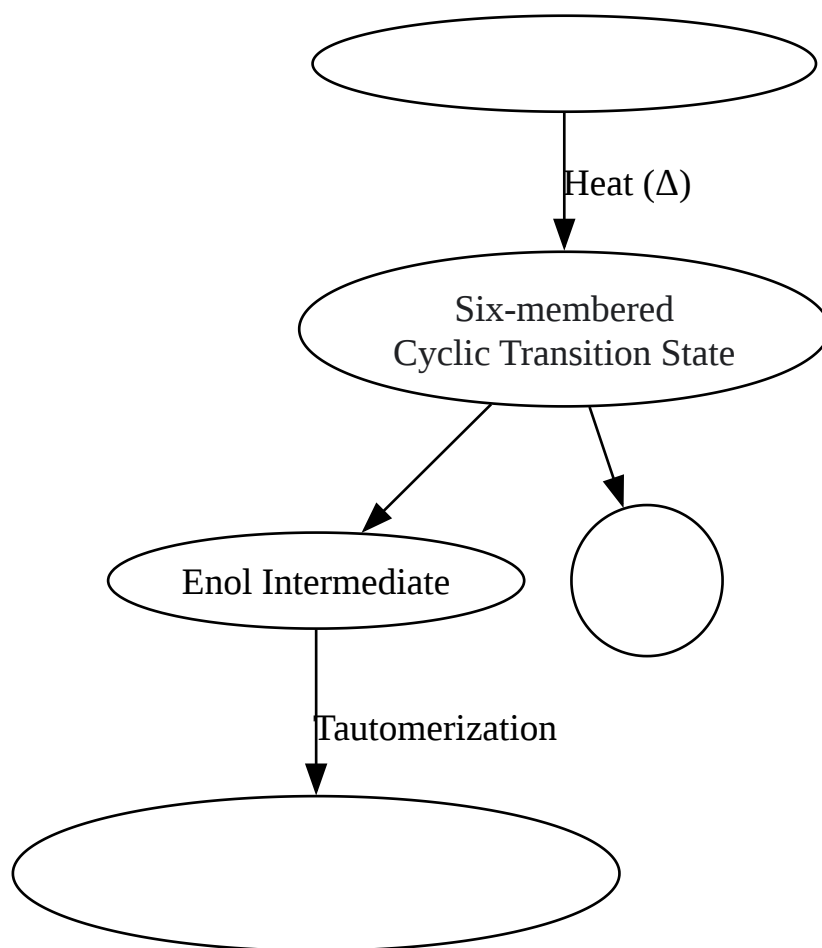 Heat (Δ)
Six-membered
Cyclic Transition State
Enol Intermediate
Tautomerization